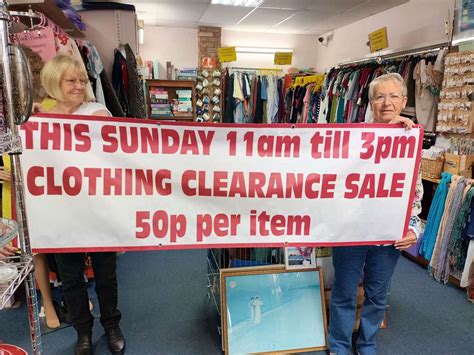 THIS SUNDAY 11am till 3pm
CLOTHING CLEARANCE SALE
50p per item